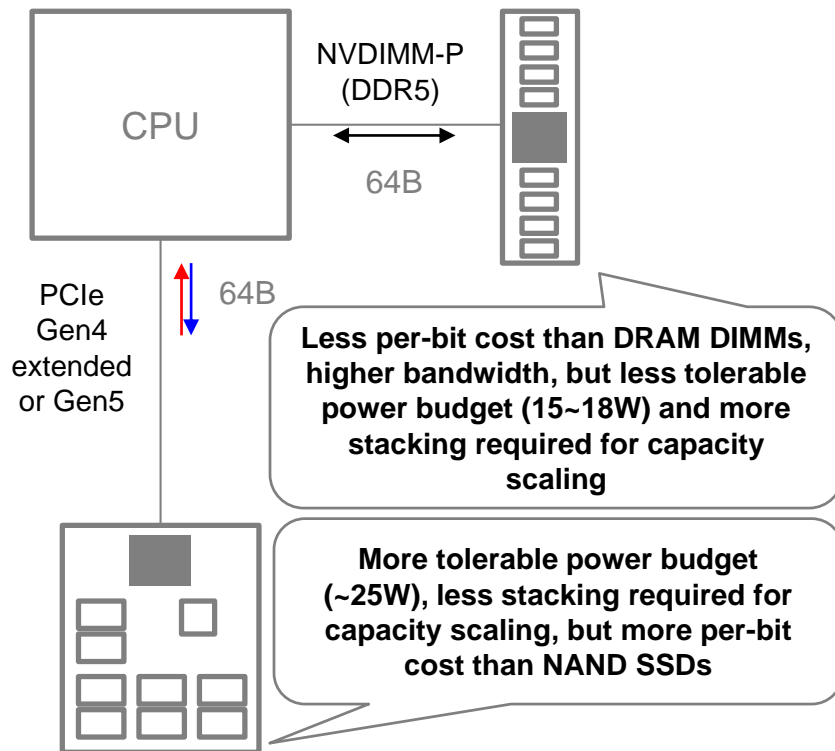 NVDIMM-P
(DDR5)
CPU
64B
PCIe
Gen4
extended
or Gen5
64B
Less per-bit cost than DRAM DIMMs,
higher bandwidth, but less tolerable
power budget (15~18W) and more
stacking required for capacity
scaling
More tolerable power budget
(~25W), less stacking required for
capacity scaling, but more per-bit
cost than NAND SSDs